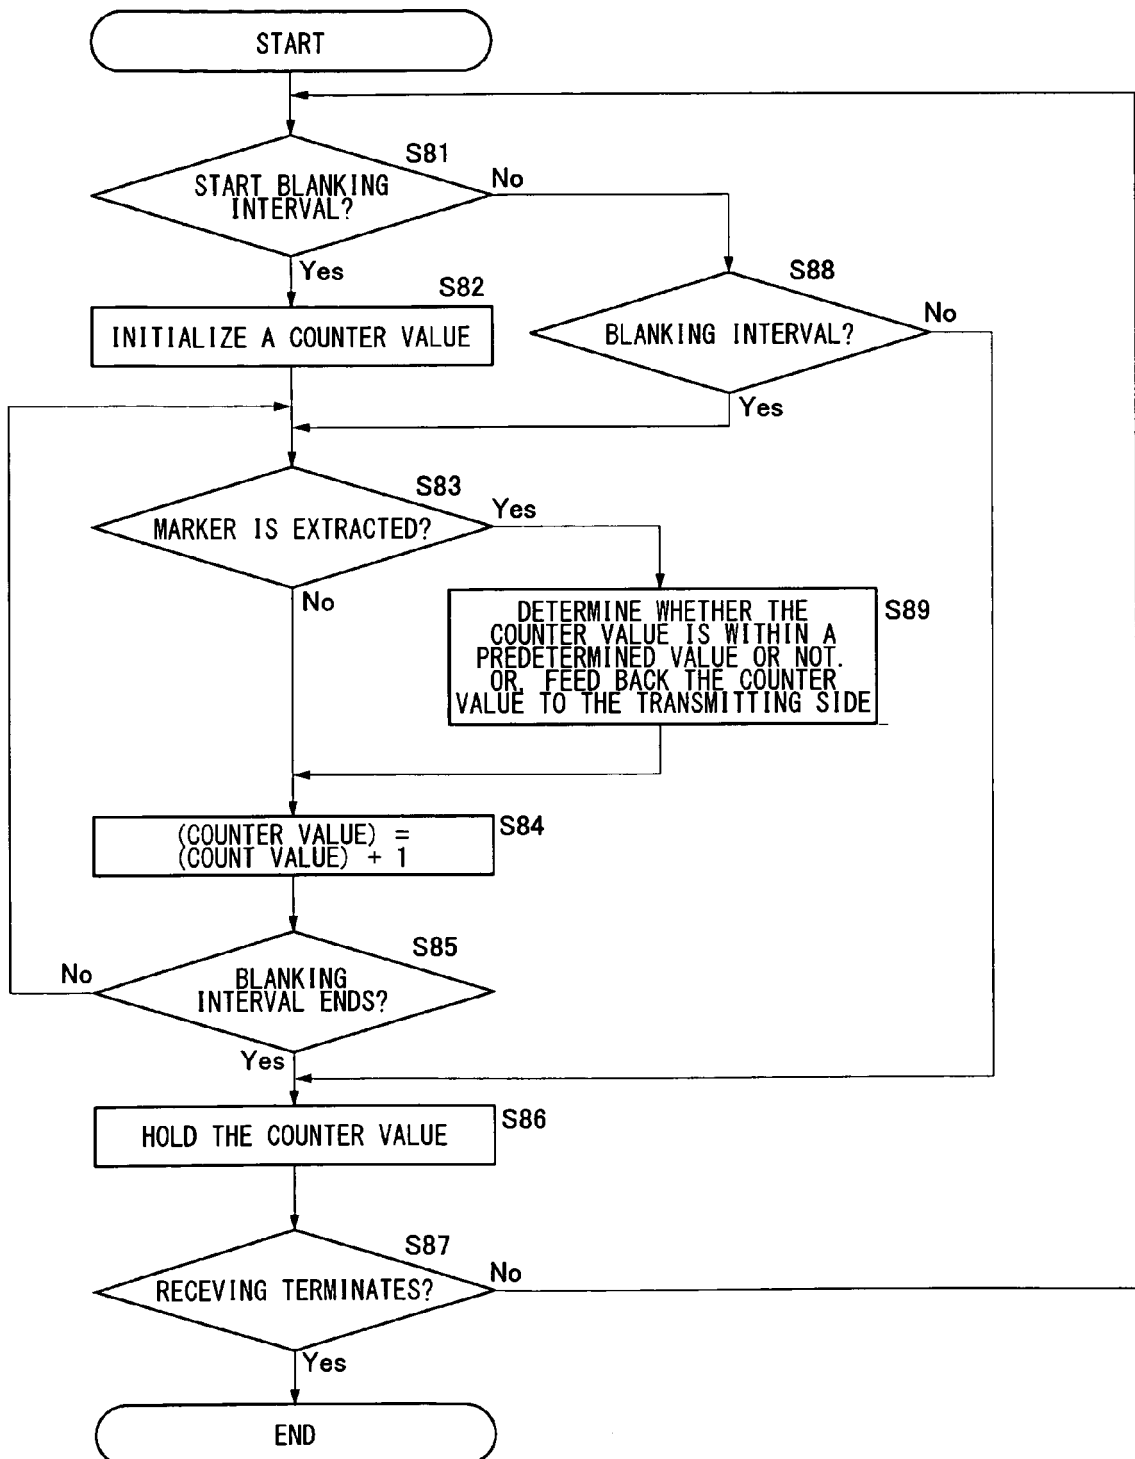 START
S81
START BLANKING
INTERVAL?
No
Yes
S82
INITIALIZE A COUNTER VALUE
S88
BLANKING INTERVAL?
No
Yes
S83
MARKER IS EXTRACTED?
Yes
No
S89
DETERMINE WHETHER THE
COUNTER VALUE IS WITHIN A
PREDETERMINED VALUE OR NOT.
OR, FEED BACK THE COUNTER
VALUE TO THE TRANSMITTING SIDE
S84
(COUNTER VALUE) =
(COUNT VALUE) + 1
S85
BLANKING
INTERVAL ENDS?
No
Yes
S86
HOLD THE COUNTER VALUE
S87
RECEVING TERMINATES?
No
Yes
END